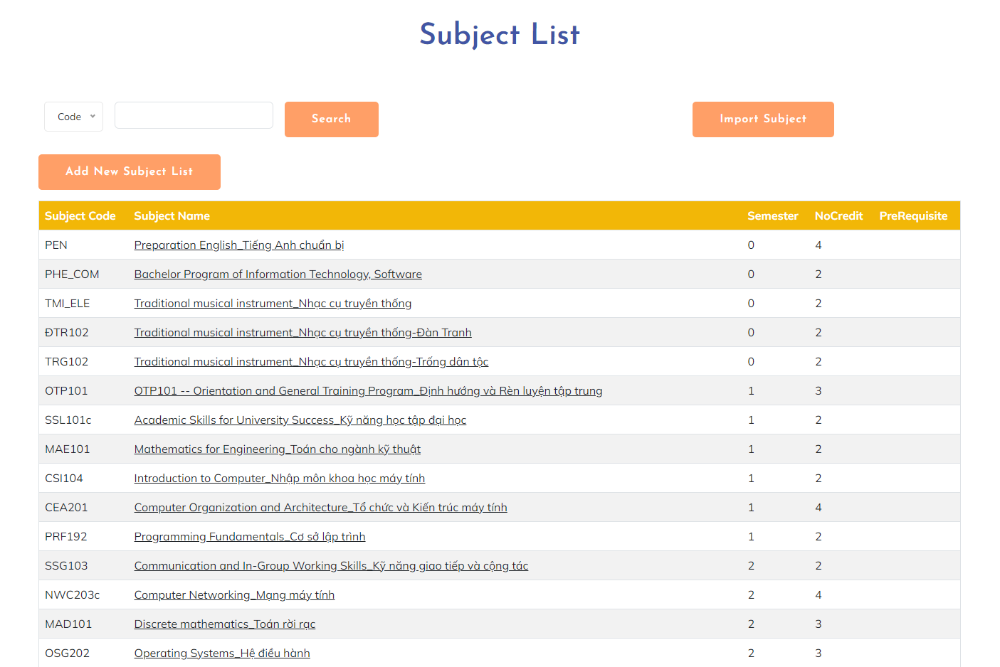 Subject List
Code
Search
Import Subject
Add New Subject List
Subject Code Subject Name Semester NoCredit PreRequisite
PEN Preparation English_Tiếng Anh chuẩn bị 0 4
PHE_COM Bachelor Program of Information Technology, Software 0 2
TMI_ELE Traditional musical instrument_Nhạc cụ truyền thống 0 2
ĐTR102 Traditional musical instrument_Nhạc cụ truyền thống-Đàn Tranh 0 2
TRG102 Traditional musical instrument_Nhạc cụ truyền thống-Trống dân tộc 0 2
OTP101 OTP101 -- Orientation and General Training Program_Định hướng và Rèn luyện tập trung 1 3
SSL101c Academic Skills for University Success_Kỹ năng học tập đại học 1 2
MAE101 Mathematics for Engineering_Toán cho ngành kỹ thuật 1 2
CSI104 Introduction to Computer_Nhập môn khoa học máy tính 1 2
CEA201 Computer Organization and Architecture_Tổ chức và Kiến trúc máy tính 1 4
PRF192 Programming Fundamentals_Cơ sở lập trình 1 2
SSG103 Communication and In-Group Working Skills_Kỹ năng giao tiếp và cộng tác 2 2
NWC203c Computer Networking_Mạng máy tính 2 4
MAD101 Discrete mathematics_Toán rời rạc 2 3
OSG202 Operating Systems_Hệ điều hành 2 3